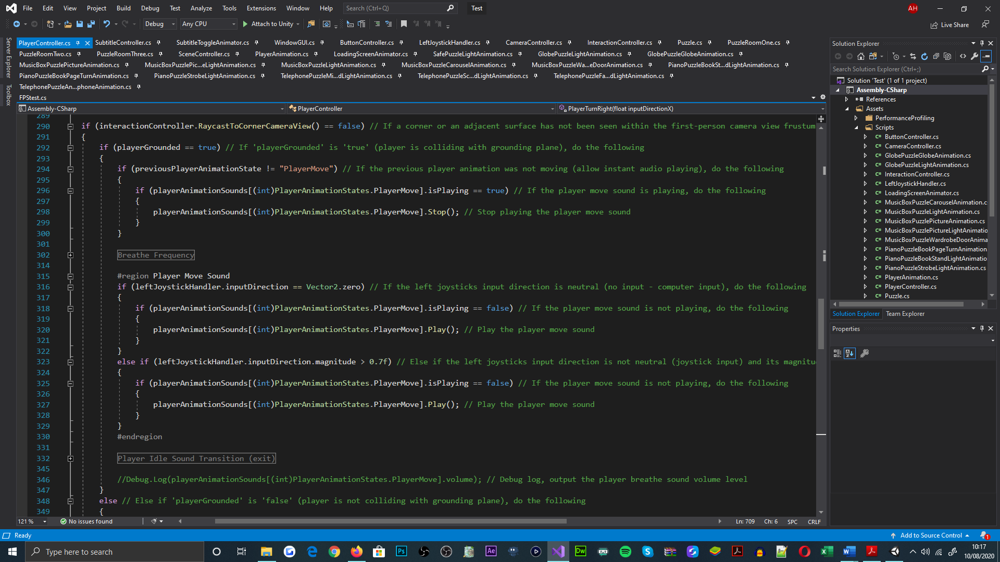 File Edit View Project Build Debug Test Analyze Tools Extensions Window Help Search (Ctrl+Q) Test AH
Debug Any CPU Attach to Unity Live Share
Server Explorer
Toolbox
PlayerController.cs SubtitleController.cs SubtitleToggleAnimator.cs WindowGUI.cs ButtonController.cs LeftJoystickHandler.cs CameraController.cs InteractionController.cs Puzzle.cs PuzzleRoomOne.cs
PuzzleRoomTwo.cs PuzzleRoomThree.cs SceneController.cs PlayerAnimation.cs LoadingScreenAnimator.cs SafePuzzleLightAnimation.cs GlobePuzzleLightAnimation.cs GlobePuzzleGlobeAnimation.cs
MusicBoxPuzzlePictureAnimation.cs MusicBoxPuzzlePic...eLightAnimation.cs MusicBoxPuzzleLightAnimation.cs MusicBoxPuzzleCarouselAnimation.cs MusicBoxPuzzleWa...eDoorAnimation.cs PianoPuzzleBookSt...dLightAnimation.cs
PianoPuzzleBookPageTurnAnimation.cs PianoPuzzleStrobeLightAnimation.cs TelephonePuzzleMi...dLightAnimation.cs TelephonePuzzleSc...dLightAnimation.cs TelephonePuzzleFa...dLightAnimation.cs
TelephonePuzzleAn...phoneAnimation.cs
FPStest.cs
Assembly-CSharp PlayerController PlayerTurnRight(float inputDirectionX)
289
290 if (interactionController.RaycastToCornerCameraView() == false) // If a corner or an adjacent surface has not been seen within the first-person camera view frustum
291 {
292 if (playerGrounded == true) // If 'playerGrounded' is 'true' (player is colliding with grounding plane), do the following
293 {
294 if (previousPlayerAnimationState != "PlayerMove") // If the previous player animation was not moving (allow instant audio playing), do the following
295 {
296 if (playerAnimationSounds[(int)PlayerAnimationStates.PlayerMove].isPlaying == true) // If the player move sound is playing, do the following
297 {
298 playerAnimationSounds[(int)PlayerAnimationStates.PlayerMove].Stop(); // Stop playing the player move sound
299 }
300 }
301
302 Breathe Frequency
314
315 #region Player Move Sound
316 if (leftJoystickHandler.inputDirection == Vector2.zero) // If the left joysticks input direction is neutral (no input - computer input), do the following
317 {
318 if (playerAnimationSounds[(int)PlayerAnimationStates.PlayerMove].isPlaying == false) // If the player move sound is not playing, do the following
319 {
320 playerAnimationSounds[(int)PlayerAnimationStates.PlayerMove].Play(); // Play the player move sound
321 }
322 }
323 else if (leftJoystickHandler.inputDirection.magnitude > 0.7f) // Else if the left joysticks input direction is not neutral (joystick input) and its magnitu
324 {
325 if (playerAnimationSounds[(int)PlayerAnimationStates.PlayerMove].isPlaying == false) // If the player move sound is not playing, do the following
326 {
327 playerAnimationSounds[(int)PlayerAnimationStates.PlayerMove].Play(); // Play the player move sound
328 }
329 }
330 #endregion
331
332 Player Idle Sound Transition (exit)
345
346 //Debug.Log(playerAnimationSounds[(int)PlayerAnimationStates.PlayerMove].volume); // Debug log, output the player breathe sound volume level
347 }
348 else // Else if 'playerGrounded' is 'false' (player is not colliding with grounding plane), do the following
349 {
121 % No issues found Ln: 709 Ch: 6 SPC CRLF
Solution Explorer
Search Solution Explorer (Ctrl+;)
Solution 'Test' (1 of 1 project)
Assembly-CSharp
References
Assets
PerformanceProfiling
Scripts
C# ButtonController.cs
C# CameraController.cs
C# GlobePuzzleGlobeAnimation.cs
C# GlobePuzzleLightAnimation.cs
C# InteractionController.cs
C# LeftJoystickHandler.cs
C# LoadingScreenAnimator.cs
C# MusicBoxPuzzleCarouselAnimation.c
C# MusicBoxPuzzleLightAnimation.cs
C# MusicBoxPuzzlePictureAnimation.cs
C# MusicBoxPuzzlePictureLightAnimatio
C# MusicBoxPuzzleWardrobeDoorAnima
C# PianoPuzzleBookPageTurnAnimation
C# PianoPuzzleBookStandLightAnimatio
C# PianoPuzzleStrobeLightAnimation.cs
C# PlayerAnimation.cs
C# PlayerController.cs
C# Puzzle.cs
Solution Explorer Team Explorer
Properties
Ready Add to Source Control 1
Type here to search Ps Ae Dw 10:17
10/08/2020